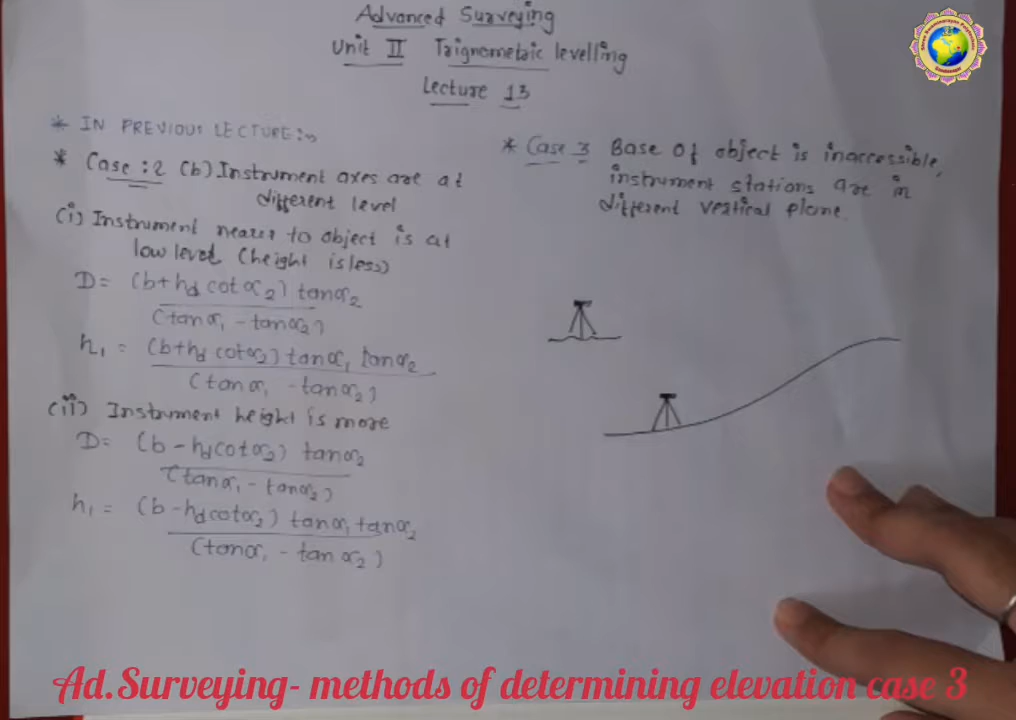 Advanced Surveying
Unit II Trignometric levelling
Lecture 13
* IN PREVIOUS LECTURE:~
* Case:2 (b) Instrument axes are at
different level
(i) Instrument nearer to object is at
low level (height is less)
D = (b+hd cot α2) tan α2
(tan α1 - tan α2)
h1 = (b+hd cot α2) tan α1 tan α2
(tan α1 - tan α2)
(ii) Instrument height is more
D = (b - hd cot α2) tan α2
(tan α1 - tan α2)
h1 = (b - hd cot α2) tan α1 tan α2
(tan α1 - tan α2)
* Case 3 Base of object is inaccessible,
instrument stations are in
different vertical plane.
Ad.Surveying- methods of determining elevation case 3